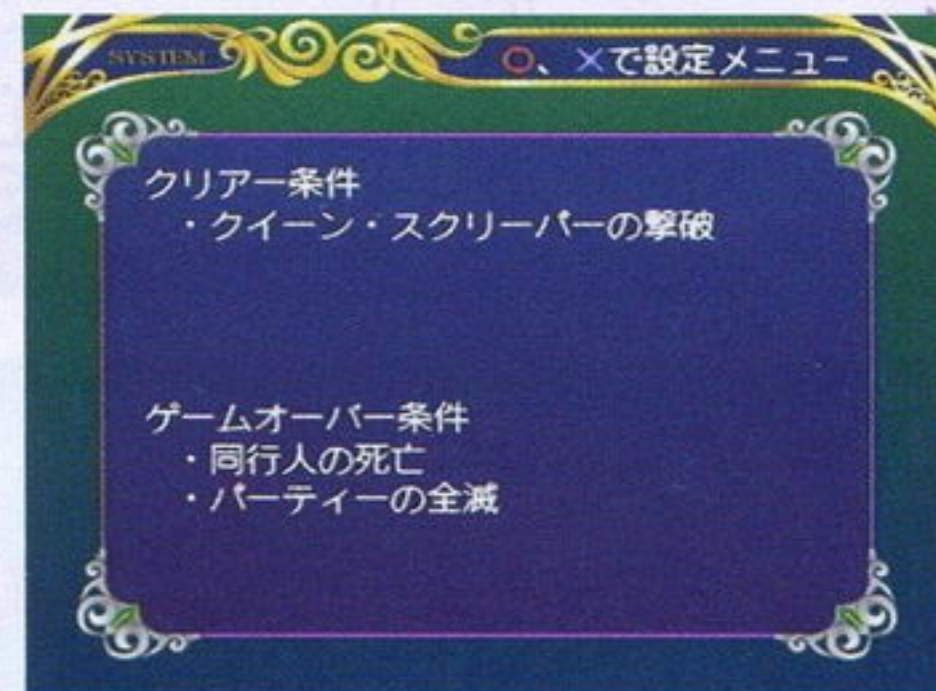 SYSTEM
○、×で設定メニュー
クリアー条件
・クイーン・スクリーパーの撃破
ゲームオーバー条件
・同行人の死亡
・パーティーの全滅